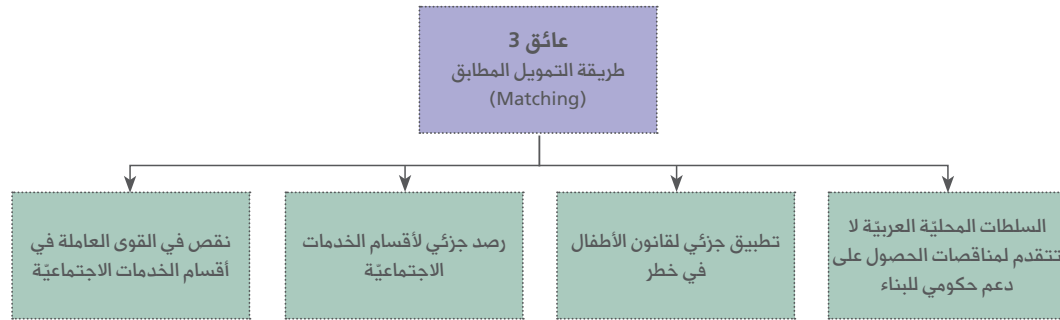 عائق 3
طريقة التمويل المطابق
(Matching)
السلطات المحليّة العربيّة لا
تتقدم لمناقصات الحصول على
دعم حكومي للبناء
تطبيق جزئي لقانون الأطفال
في خطر
رصد جزئي لأقسام الخدمات
الاجتماعيّة
نقص في القوى العاملة في
أقسام الخدمات الاجتماعيّة